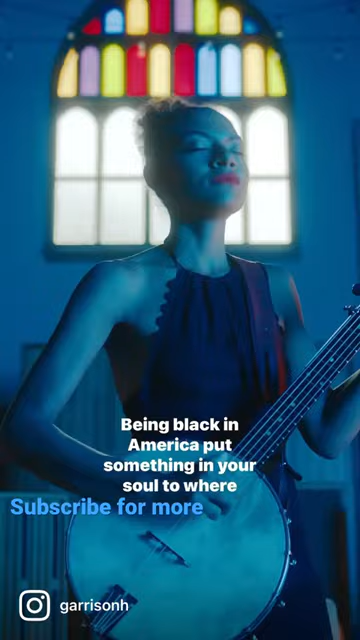 Being black in
America put
something in your
soul to where
Subscribe for more
garrisonh